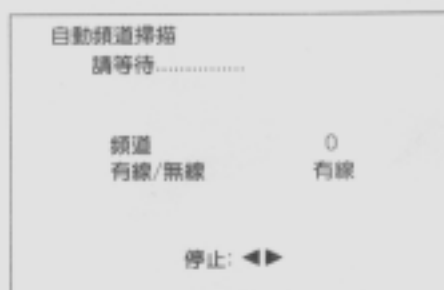 自動頻道掃描
請等待...............
頻道 0
有線/無線 有線
停止: ◀▶